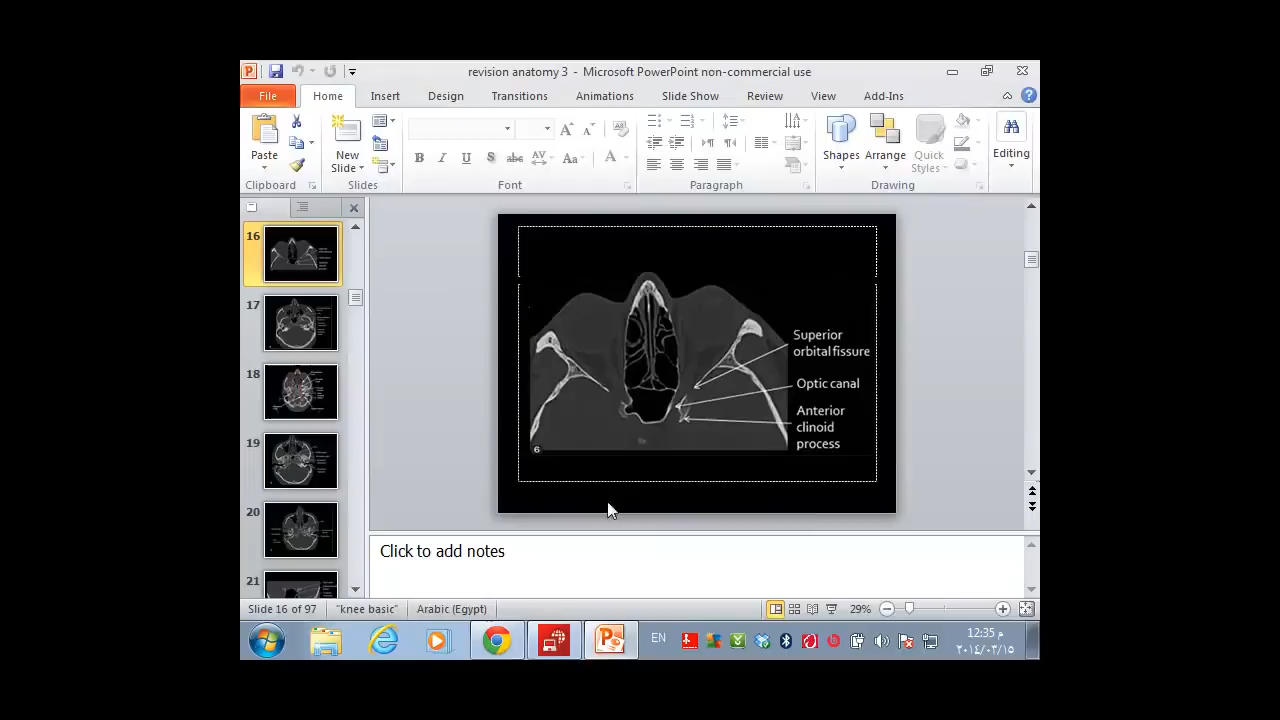 revision anatomy 3 - Microsoft PowerPoint non-commercial use
File Home Insert Design Transitions Animations Slide Show Review View Add-Ins
Paste
New
Slide
Shapes
Arrange
Quick
Styles
Editing
B I U S abc AV Aa A
Clipboard Slides Font Paragraph Drawing
16
17
18
19
20
21
Superior
orbital fissure
Optic canal
Anterior
clinoid
process
6
Click to add notes
Slide 16 of 97 "knee basic" Arabic (Egypt) 29%
EN
12:35 م
٢٠١٤/٠٣/١٥